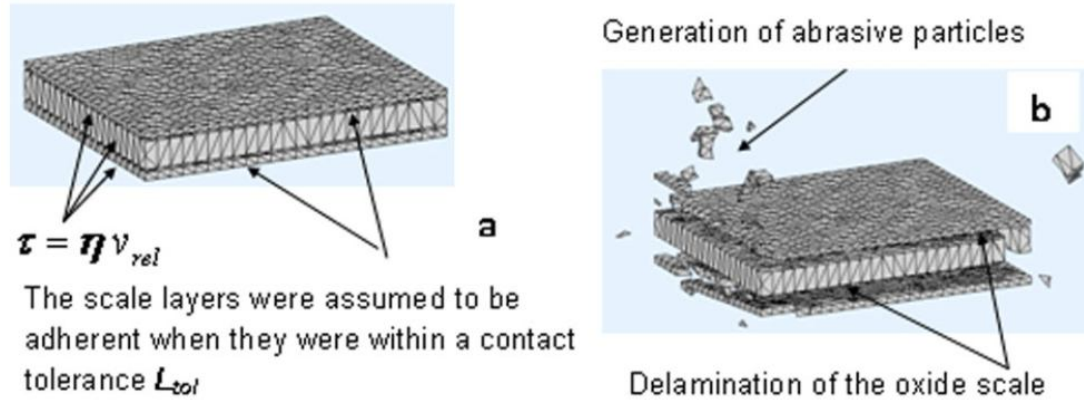 Generation of abrasive particles
b
a
τ = η v_rel
The scale layers were assumed to be
adherent when they were within a contact
tolerance L_tol
Delamination of the oxide scale